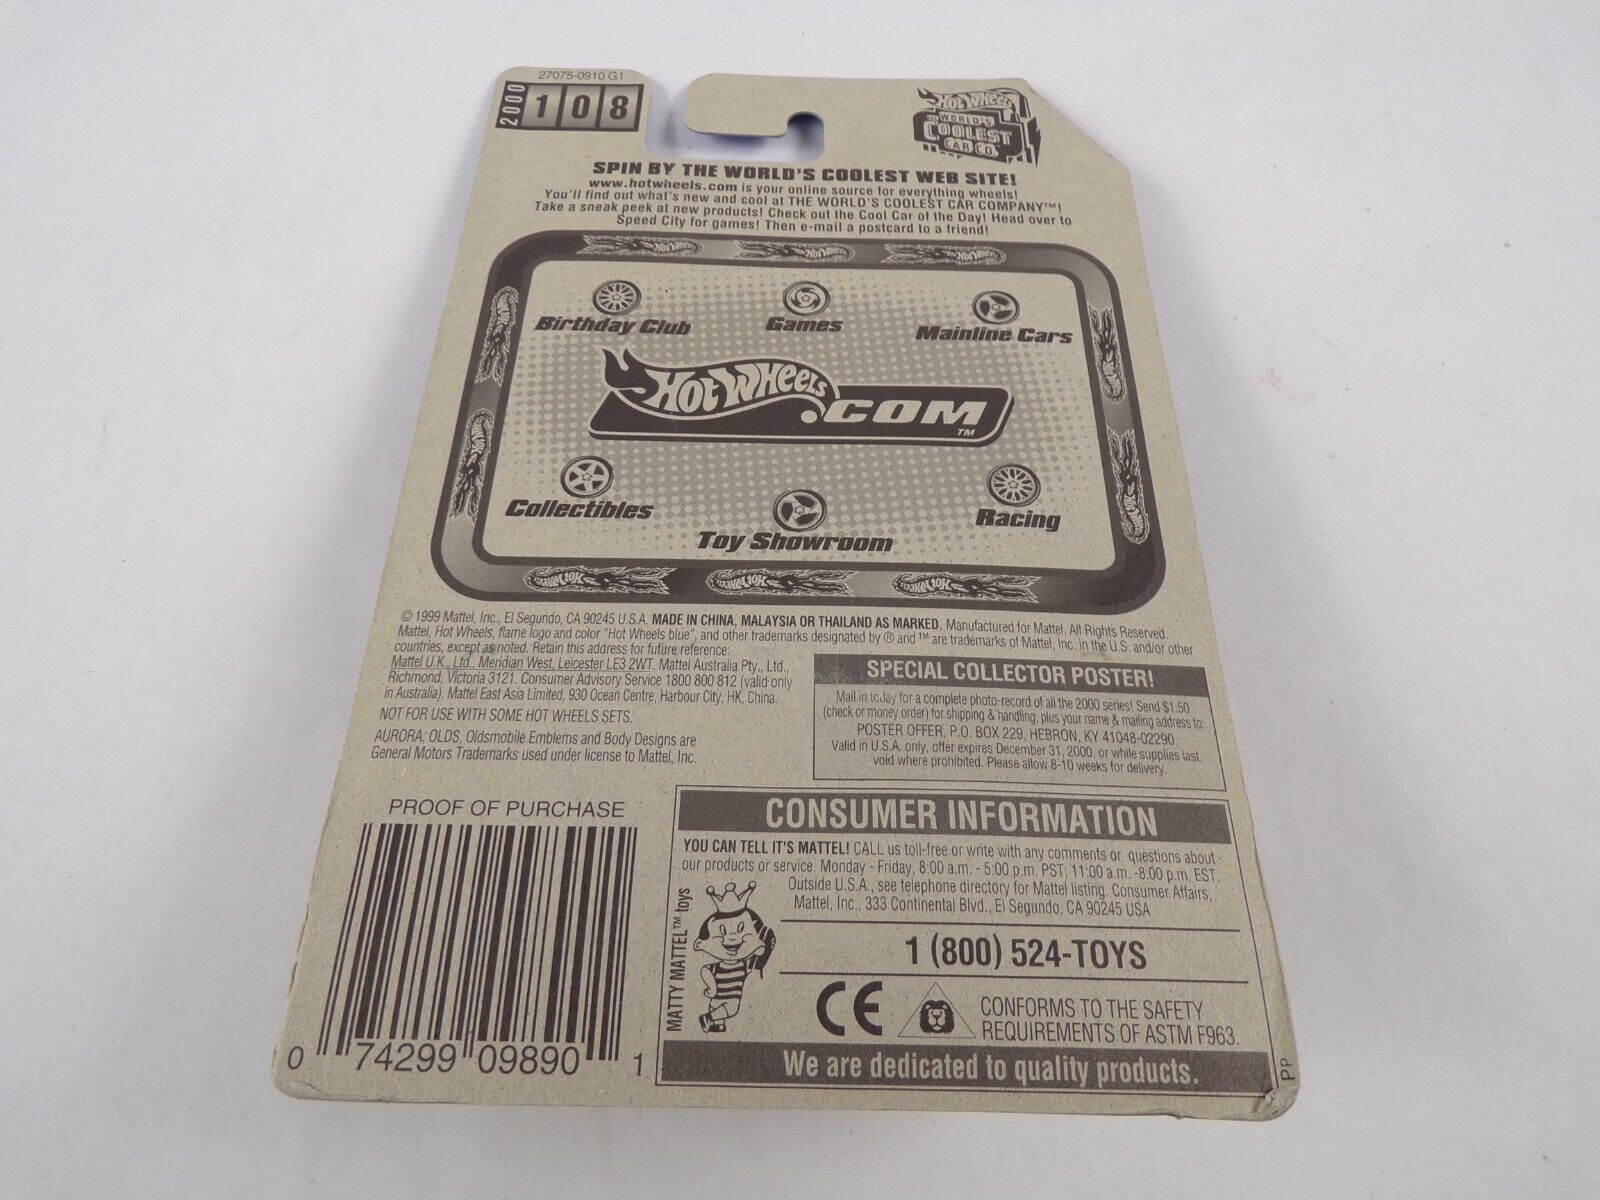 27075-0910 G1
2000
108
HOT WHEELS
WORLD'S
COOLEST
CAR CO.
SPIN BY THE WORLD'S COOLEST WEB SITE!
www.hotwheels.com is your online source for everything wheels!
You'll find out what's new and cool at THE WORLD'S COOLEST CAR COMPANY™!
Take a sneak peek at new products! Check out the Cool Car of the Day! Head over to
Speed City for games! Then e-mail a postcard to a friend!
Birthday Club
Games
Mainline Cars
HOT WHEELS
.COM™
Collectibles
Toy Showroom
Racing
© 1999 Mattel, Inc., El Segundo, CA 90245 U.S.A. MADE IN CHINA, MALAYSIA OR THAILAND AS MARKED. Manufactured for Mattel. All Rights Reserved.
Mattel, Hot Wheels, flame logo and color "Hot Wheels blue", and other trademarks designated by ® and ™ are trademarks of Mattel, Inc. in the U.S. and/or other
countries, except as noted. Retain this address for future reference:
Mattel U.K., Ltd., Meridian West, Leicester LE3 2WT. Mattel Australia Pty., Ltd.,
Richmond, Victoria 3121. Consumer Advisory Service 1800 800 812 (valid only
in Australia). Mattel East Asia Limited, 930 Ocean Centre, Harbour City, HK, China.
NOT FOR USE WITH SOME HOT WHEELS SETS.
AURORA, OLDS, Oldsmobile Emblems and Body Designs are
General Motors Trademarks used under license to Mattel, Inc.
SPECIAL COLLECTOR POSTER!
Mail in today for a complete photo-record of all the 2000 series! Send $1.50
(check or money order) for shipping & handling, plus your name & mailing address to:
POSTER OFFER, P.O. BOX 229, HEBRON, KY 41048-02290.
Valid in U.S.A. only, offer expires December 31, 2000, or while supplies last,
void where prohibited. Please allow 8-10 weeks for delivery.
PROOF OF PURCHASE
0 74299 09890 1
CONSUMER INFORMATION
YOU CAN TELL IT'S MATTEL! CALL us toll-free or write with any comments or questions about
our products or service. Monday - Friday, 8:00 a.m. - 5:00 p.m. PST; 11:00 a.m. -8:00 p.m. EST.
Outside U.S.A., see telephone directory for Mattel listing. Consumer Affairs,
Mattel, Inc., 333 Continental Blvd., El Segundo, CA 90245 USA
MATTY MATTEL™ toys
1 (800) 524-TOYS
CE
CONFORMS TO THE SAFETY
REQUIREMENTS OF ASTM F963.
We are dedicated to quality products.
PP